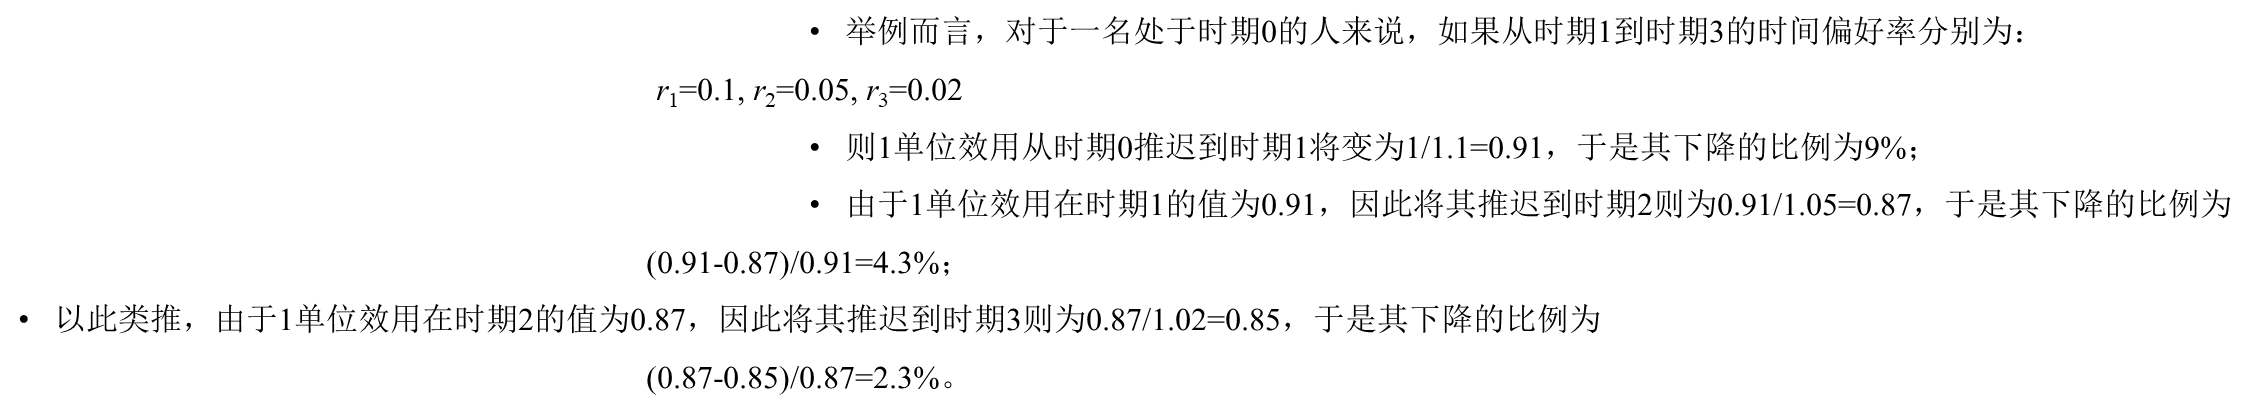 • 举例而言，对于一名处于时期0的人来说，如果从时期1到时期3的时间偏好率分别为：
r₁=0.1, r₂=0.05, r₃=0.02
• 则1单位效用从时期0推迟到时期1将变为1/1.1=0.91，于是其下降的比例为9%；
• 由于1单位效用在时期1的值为0.91，因此将其推迟到时期2则为0.91/1.05=0.87，于是其下降的比例为
(0.91-0.87)/0.91=4.3%；
• 以此类推，由于1单位效用在时期2的值为0.87，因此将其推迟到时期3则为0.87/1.02=0.85，于是其下降的比例为
(0.87-0.85)/0.87=2.3%。